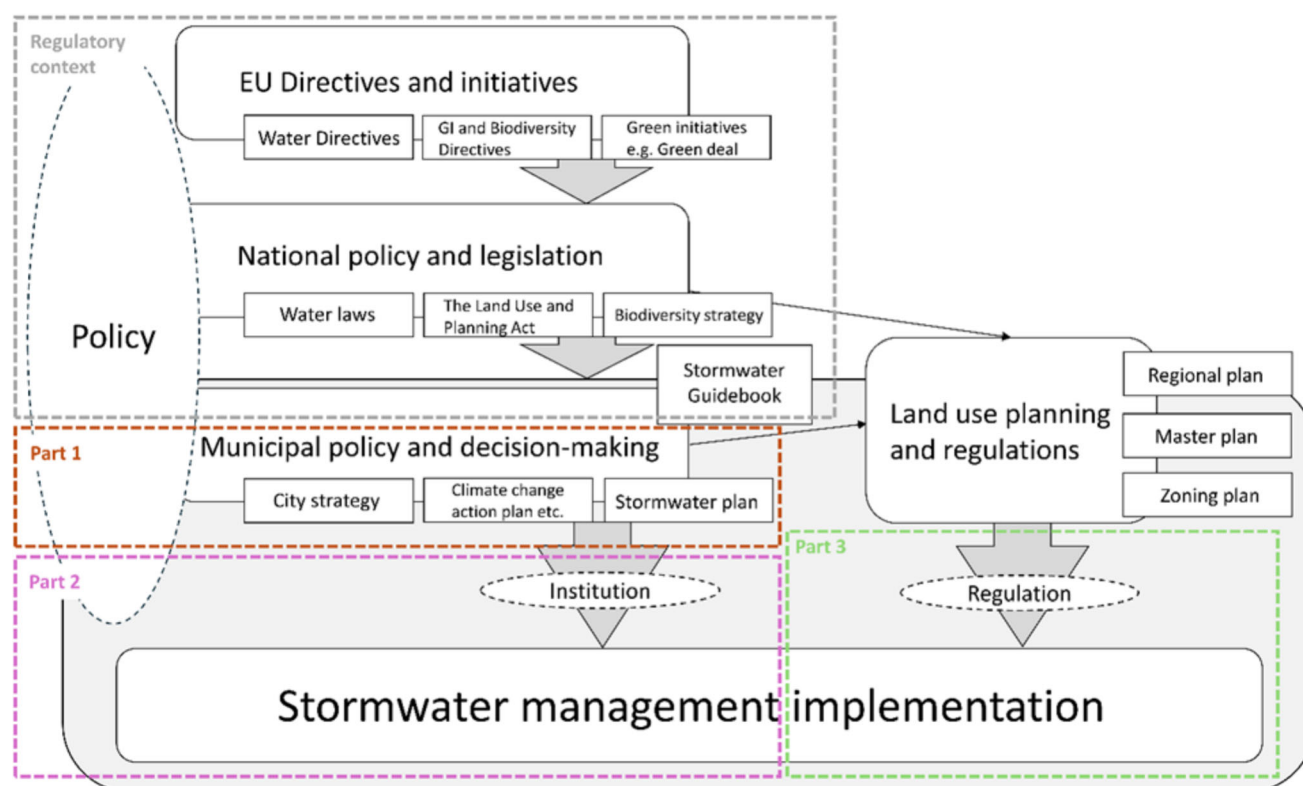 Regulatory
context
EU Directives and initiatives
Water Directives
GI and Biodiversity
Directives
Green initiatives
e.g. Green deal
National policy and legislation
Water laws
The Land Use and
Planning Act
Biodiversity strategy
Policy
Stormwater
Guidebook
Land use planning
and regulations
Regional plan
Master plan
Zoning plan
Part 1
Municipal policy and decision-making
City strategy
Climate change
action plan etc.
Stormwater plan
Part 2
Institution
Part 3
Regulation
Stormwater management implementation